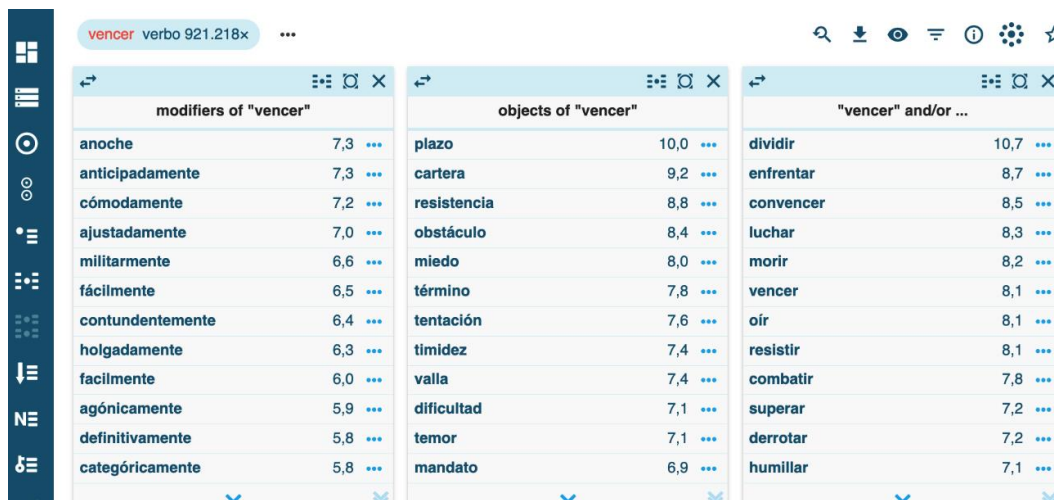 vencer verbo 921.218×
modifiers of "vencer"
anoche 7,3
anticipadamente 7,3
cómodamente 7,2
ajustadamente 7,0
militarmente 6,6
fácilmente 6,5
contundentemente 6,4
holgadamente 6,3
facilmente 6,0
agónicamente 5,9
definitivamente 5,8
categóricamente 5,8
objects of "vencer"
plazo 10,0
cartera 9,2
resistencia 8,8
obstáculo 8,4
miedo 8,0
término 7,8
tentación 7,6
timidez 7,4
valla 7,4
dificultad 7,1
temor 7,1
mandato 6,9
"vencer" and/or ...
dividir 10,7
enfrentar 8,7
convencer 8,5
luchar 8,3
morir 8,2
vencer 8,1
oír 8,1
resistir 8,1
combatir 7,8
superar 7,2
derrotar 7,2
humillar 7,1